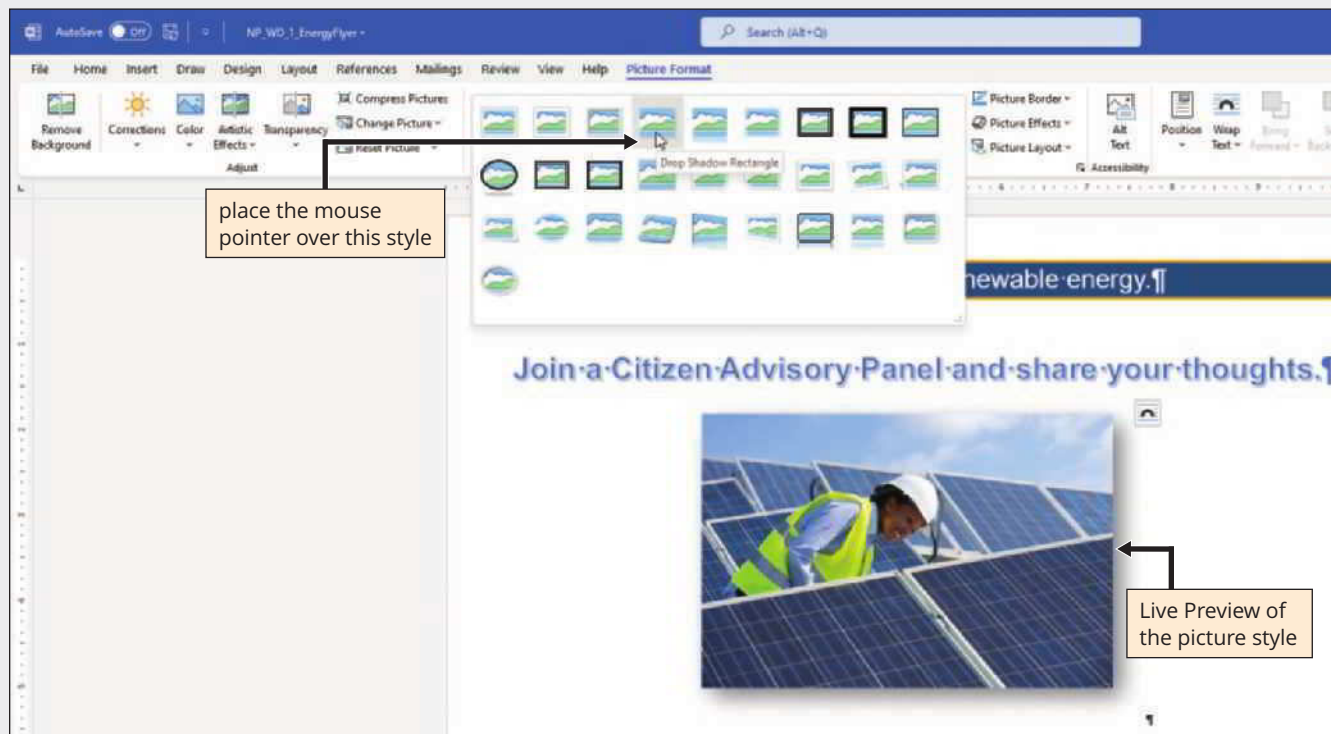 AutoSave Off NP_WD_1_EnergyFlyer Search (Alt+Q)
File Home Insert Draw Design Layout References Mailings Review View Help Picture Format
Remove Background
Corrections
Color
Artistic Effects
Transparency
Compress Pictures
Change Picture
Reset Picture
Adjust
Picture Border
Picture Effects
Picture Layout
Alt Text
Accessibility
Position
Wrap Text
Bring Forward
Drop Shadow Rectangle
place the mouse
pointer over this style
newable·energy.¶
Join·a·Citizen·Advisory·Panel·and·share·your·thoughts.¶
Live Preview of
the picture style
¶